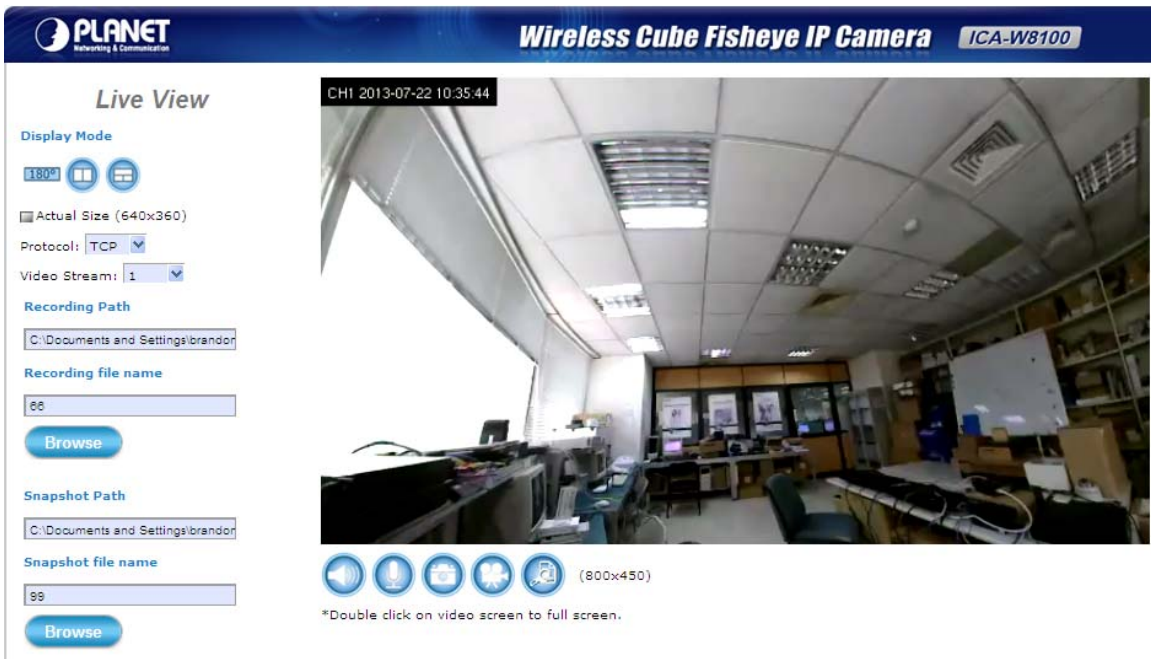 PLANET
Networking & Communication
Wireless Cube Fisheye IP Camera
ICA-W8100
Live View
Display Mode
180°
Actual Size (640x360)
Protocol: TCP
Video Stream: 1
Recording Path
C:\Documents and Settings\brandor
Recording file name
66
Browse
Snapshot Path
C:\Documents and Settings\brandor
Snapshot file name
99
Browse
CH1 2013-07-22 10:35:44
(800x450)
*Double click on video screen to full screen.